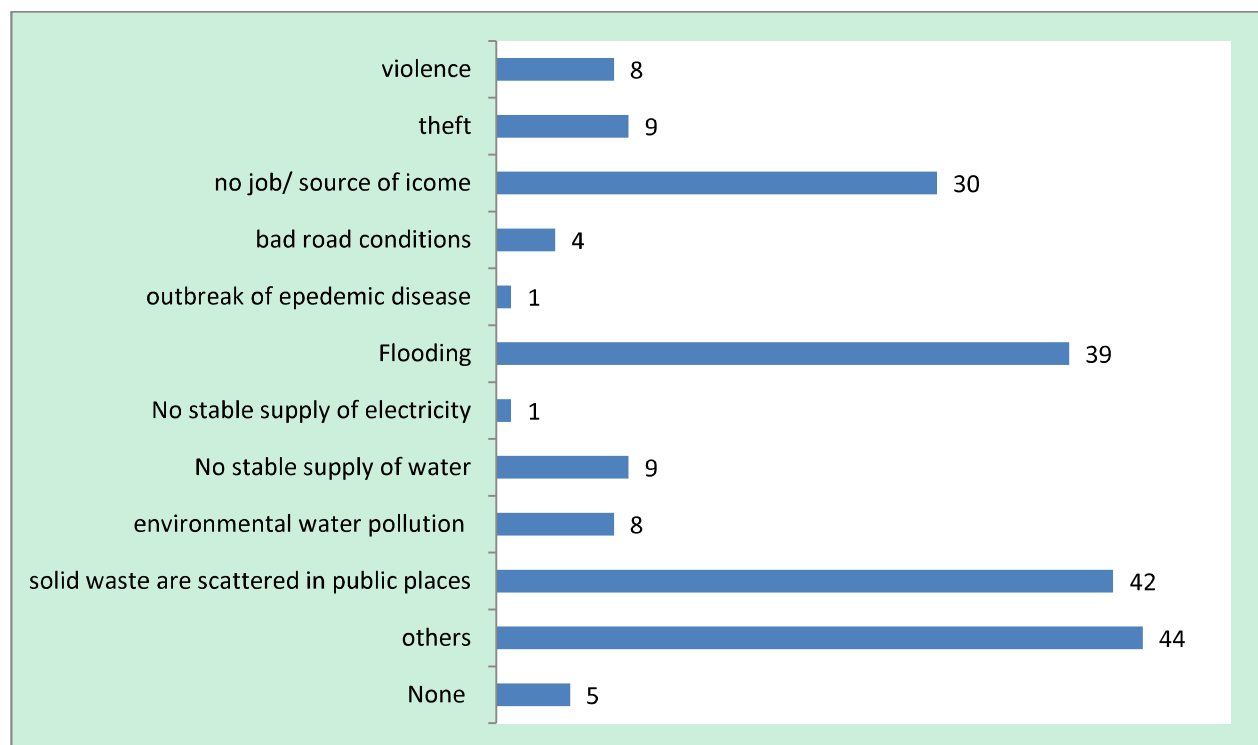 violence 8
theft 9
no job/ source of icome 30
bad road conditions 4
outbreak of epedemic disease 1
Flooding 39
No stable supply of electricity 1
No stable supply of water 9
environmental water pollution 8
solid waste are scattered in public places 42
others 44
None 5